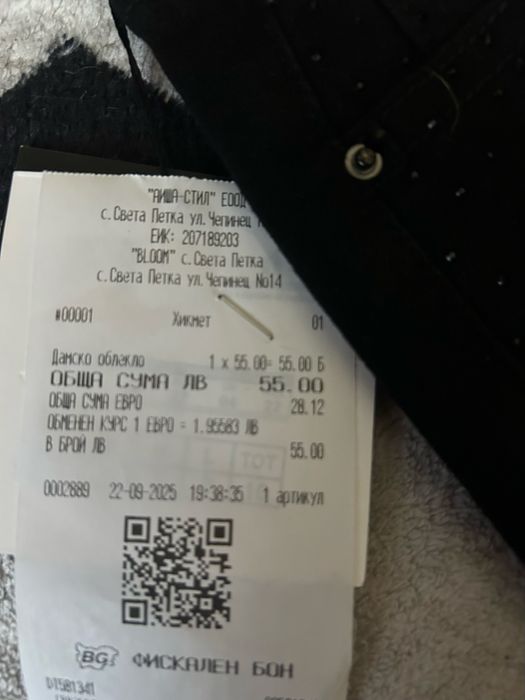 "АИША-СТИЛ" ЕООД
с.Света Петка ул.Чепинец
ЕИК: 207189203
"BLOOM" с.Света Петка
с.Света Петка ул.Чепинец No14
#00001 Хикмет 01
Дамско облекло 1 x 55.00= 55.00 Б
ОБЩА СУМА ЛВ 55.00
ОБЩА СУМА ЕВРО 28.12
ОБМЕНЕН КУРС 1 ЕВРО = 1.95583 ЛВ
В БРОЙ ЛВ 55.00
0002889 22-09-2025 19:38:35 1 артикул
BG ФИСКАЛЕН БОН
DT581341